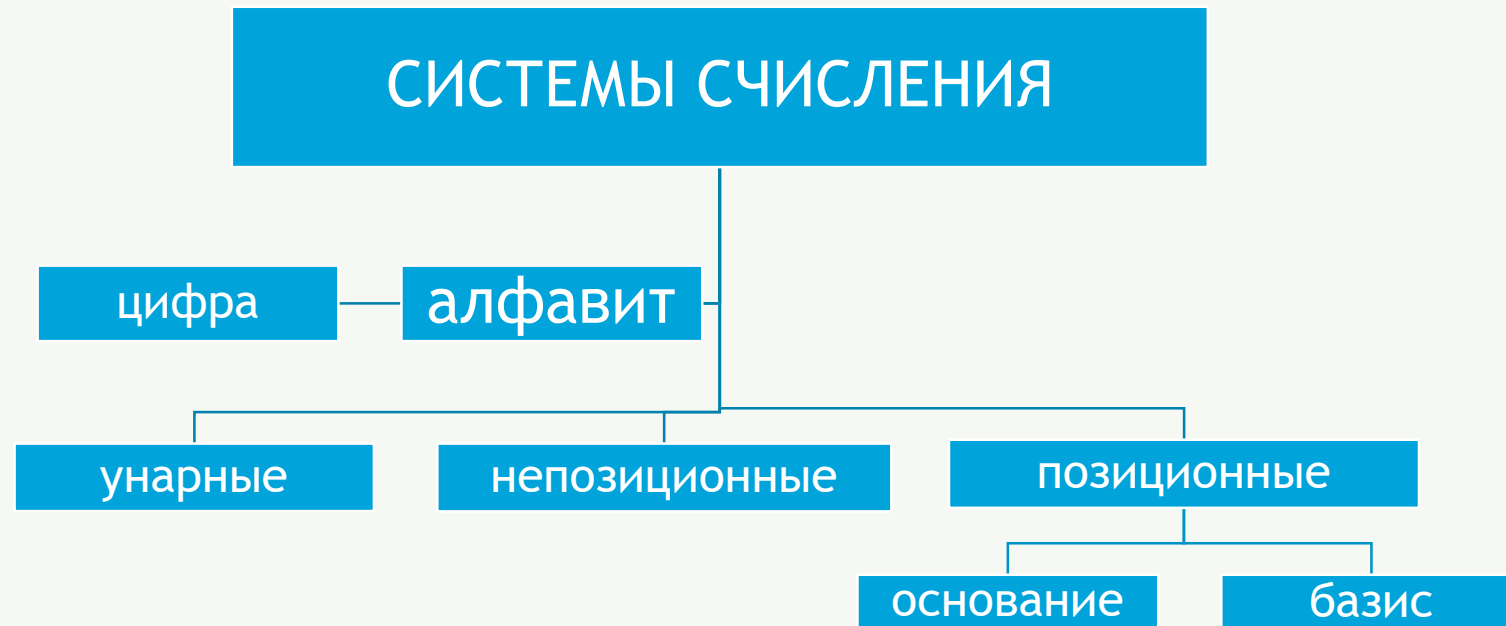 СИСТЕМЫ СЧИСЛЕНИЯ
цифра
алфавит
унарные
непозиционные
позиционные
основание
базис